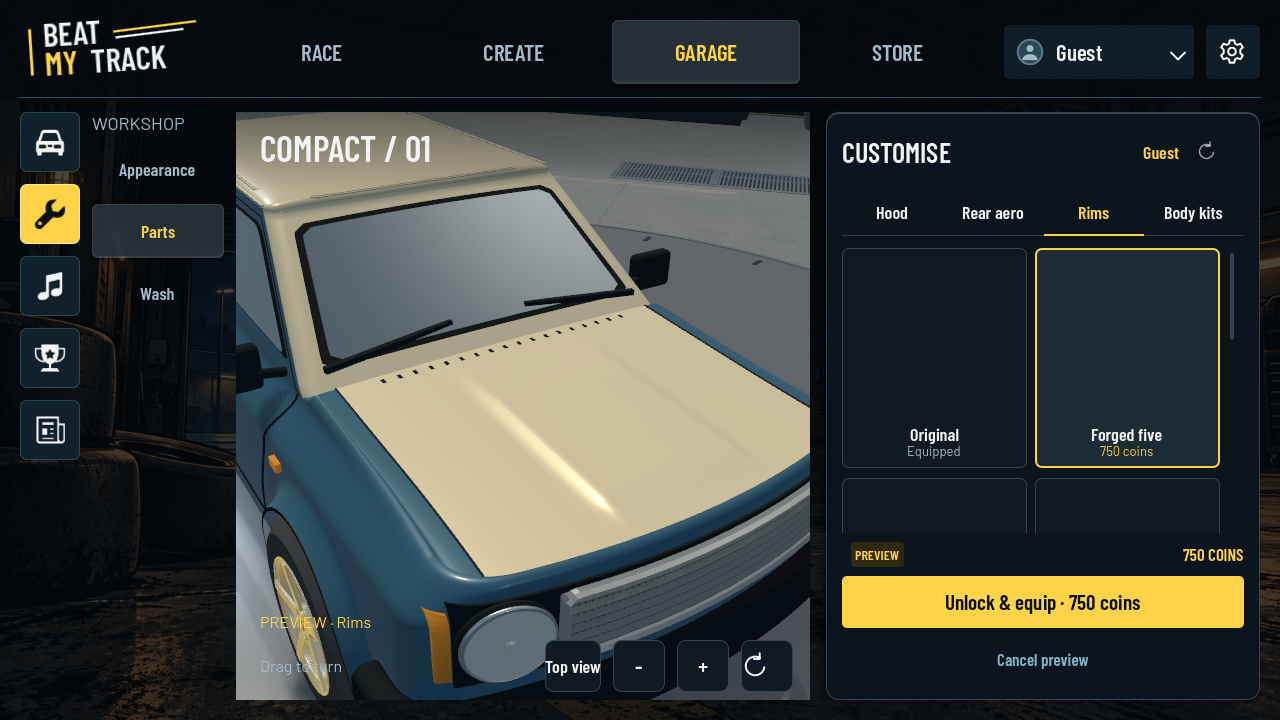 BEAT
MY TRACK
RACE
CREATE
GARAGE
STORE
Guest
WORKSHOP
Appearance
Parts
Wash
COMPACT / 01
PREVIEW · Rims
Drag to turn
Top view
-
+
CUSTOMISE
Guest
Hood
Rear aero
Rims
Body kits
Original
Equipped
Forged five
750 coins
PREVIEW
750 COINS
Unlock & equip · 750 coins
Cancel preview